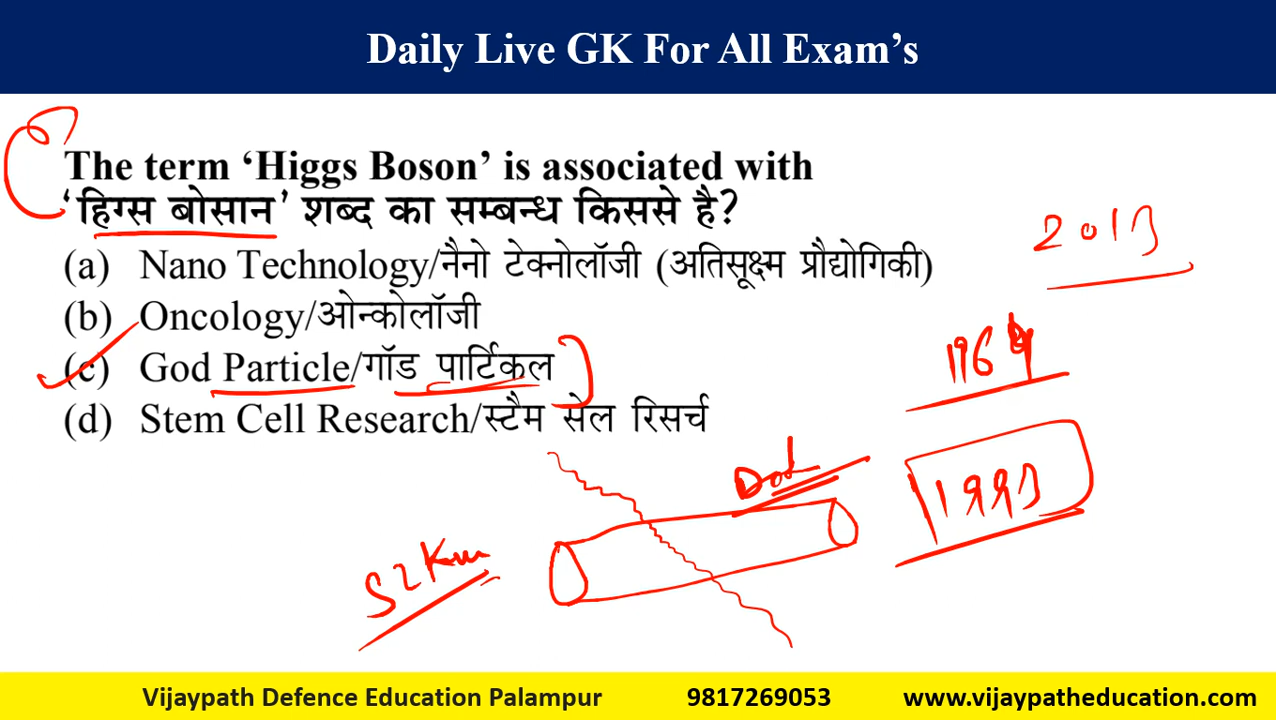 Daily Live GK For All Exam’s
The term ‘Higgs Boson’ is associated with
‘हिग्स बोसान’ शब्द का सम्बन्ध किससे है?
(a) Nano Technology/नैनो टेक्नोलॉजी (अतिसूक्ष्म प्रौद्योगिकी)
(b) Oncology/ओन्कोलॉजी
(c) God Particle/गॉड पार्टिकल
(d) Stem Cell Research/स्टैम सेल रिसर्च
2013
1964
1993
52 Km
Vijaypath Defence Education Palampur 9817269053 www.vijaypatheducation.com